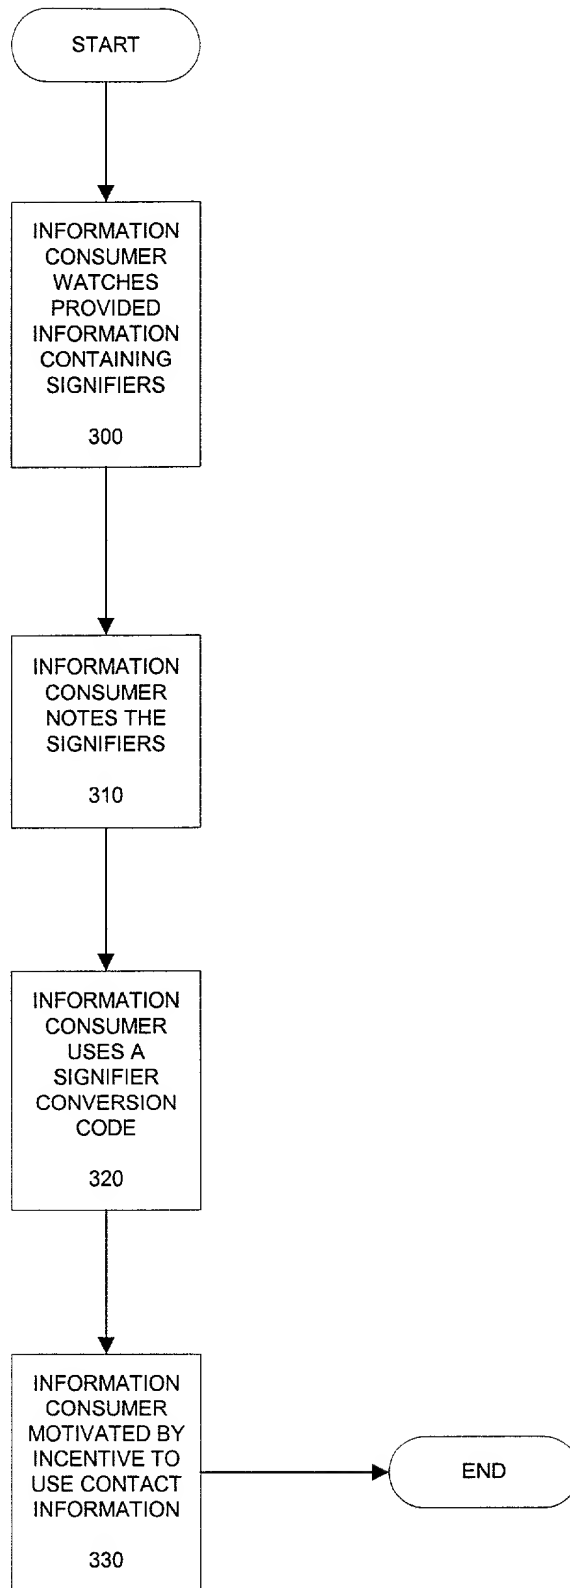 START
INFORMATION
CONSUMER
WATCHES
PROVIDED
INFORMATION
CONTAINING
SIGNIFIERS
300
INFORMATION
CONSUMER
NOTES THE
SIGNIFIERS
310
INFORMATION
CONSUMER
USES A
SIGNIFIER
CONVERSION
CODE
320
INFORMATION
CONSUMER
MOTIVATED BY
INCENTIVE TO
USE CONTACT
INFORMATION
330
END